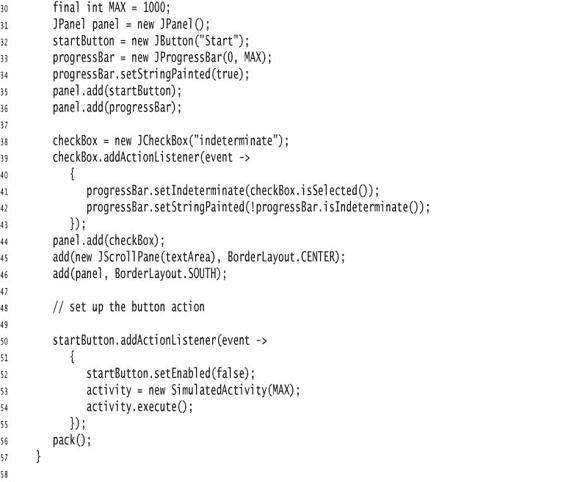 30 final int MAX = 1000;
31 JPanel panel = new JPanel();
32 startButton = new JButton("Start");
33 progressBar = new JProgressBar(0, MAX);
34 progressBar.setStringPainted(true);
35 panel.add(startButton);
36 panel.add(progressBar);
37
38 checkBox = new JCheckBox("indeterminate");
39 checkBox.addActionListener(event ->
40 {
41 progressBar.setIndeterminate(checkBox.isSelected());
42 progressBar.setStringPainted(!progressBar.isIndeterminate());
43 });
44 panel.add(checkBox);
45 add(new JScrollPane(textArea), BorderLayout.CENTER);
46 add(panel, BorderLayout.SOUTH);
47
48 // set up the button action
49
50 startButton.addActionListener(event ->
51 {
52 startButton.setEnabled(false);
53 activity = new SimulatedActivity(MAX);
54 activity.execute();
55 });
56 pack();
57 }
58